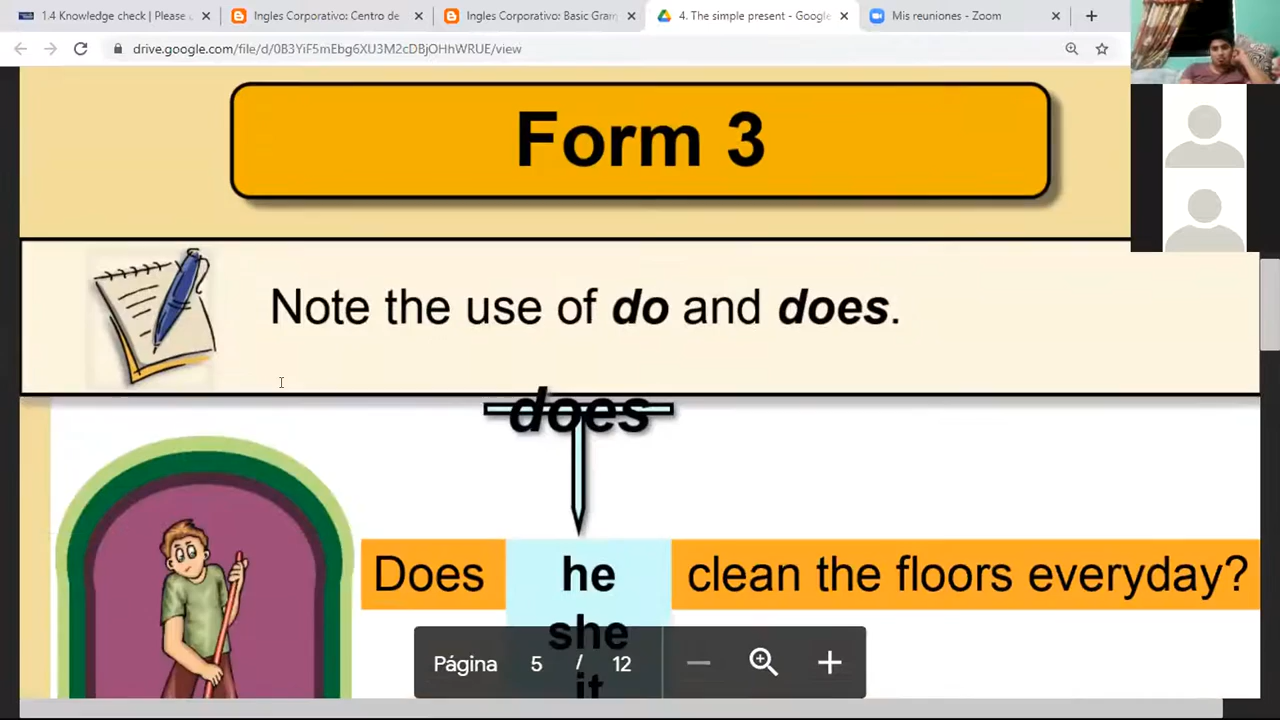 1.4 Knowledge check | Please u
Ingles Corporativo: Centro de
Ingles Corporativo: Basic Gran
4. The simple present - Google
Mis reuniones - Zoom
drive.google.com/file/d/0B3YiF5mEbg6XU3M2cDBjOHhWRUE/view
Form 3
Note the use of do and does.
does
Does he clean the floors everyday?
she
it
Página 5 / 12